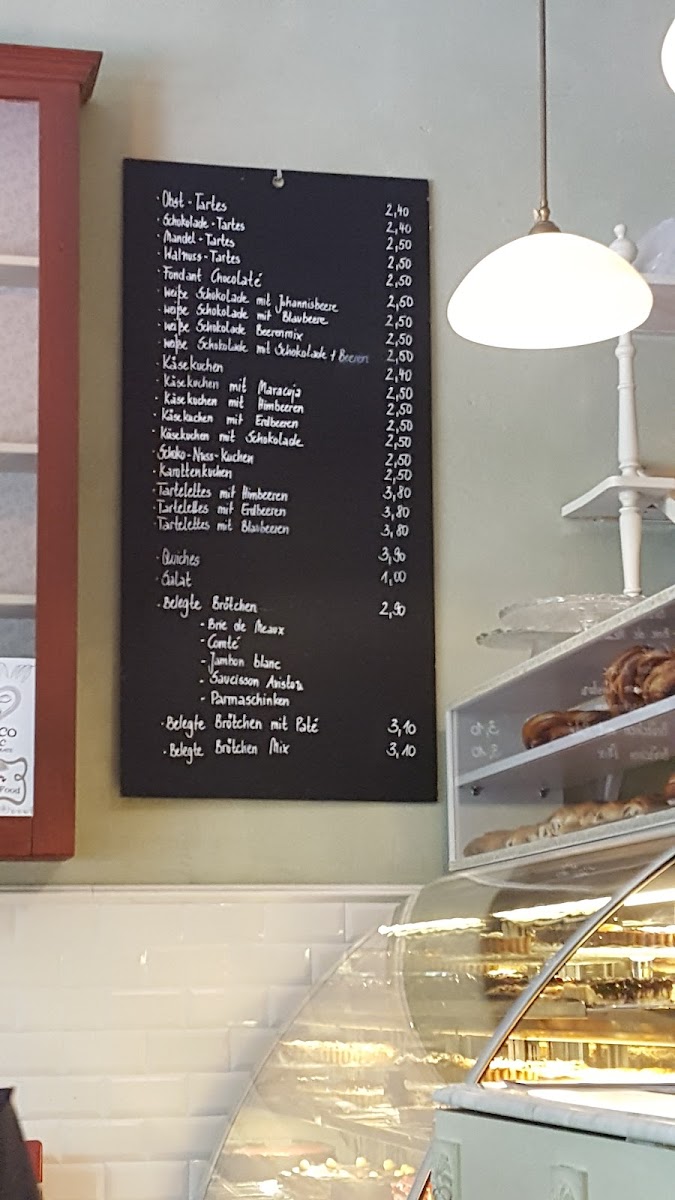 · Obst-Tartes 2,40
· Schokolade-Tartes 2,40
· Mandel-Tartes 2,50
· Walnuss-Tartes 2,50
· Fondant Chocolaté 2,50
· weiße Schokolade mit Johannisbeere 2,50
· weiße Schokolade mit Blaubeere 2,50
· weiße Schokolade Beerenmix 2,50
· weiße Schokolade mit Schokolade + Beeren 2,50
· Käsekuchen 2,40
· Käsekuchen mit Maracuja 2,50
· Käsekuchen mit Himbeeren 2,50
· Käsekuchen mit Erdbeeren 2,50
· Käsekuchen mit Schokolade 2,50
· Schoko-Nuss-Kuchen 2,50
· Karottenkuchen 2,50
· Tartelettes mit Himbeeren 3,80
· Tartelettes mit Erdbeeren 3,80
· Tartelettes mit Blaubeeren 3,80
· Quiches 3,90
· Salat 1,00
· Belegte Brötchen 2,90
- Brie de Meaux
- Comté
- Jambon blanc
- Saucisson
- Parmaschinken
· Belegte Brötchen mit Paté 3,10
· Belegte Brötchen Mix 3,10
CO
Food